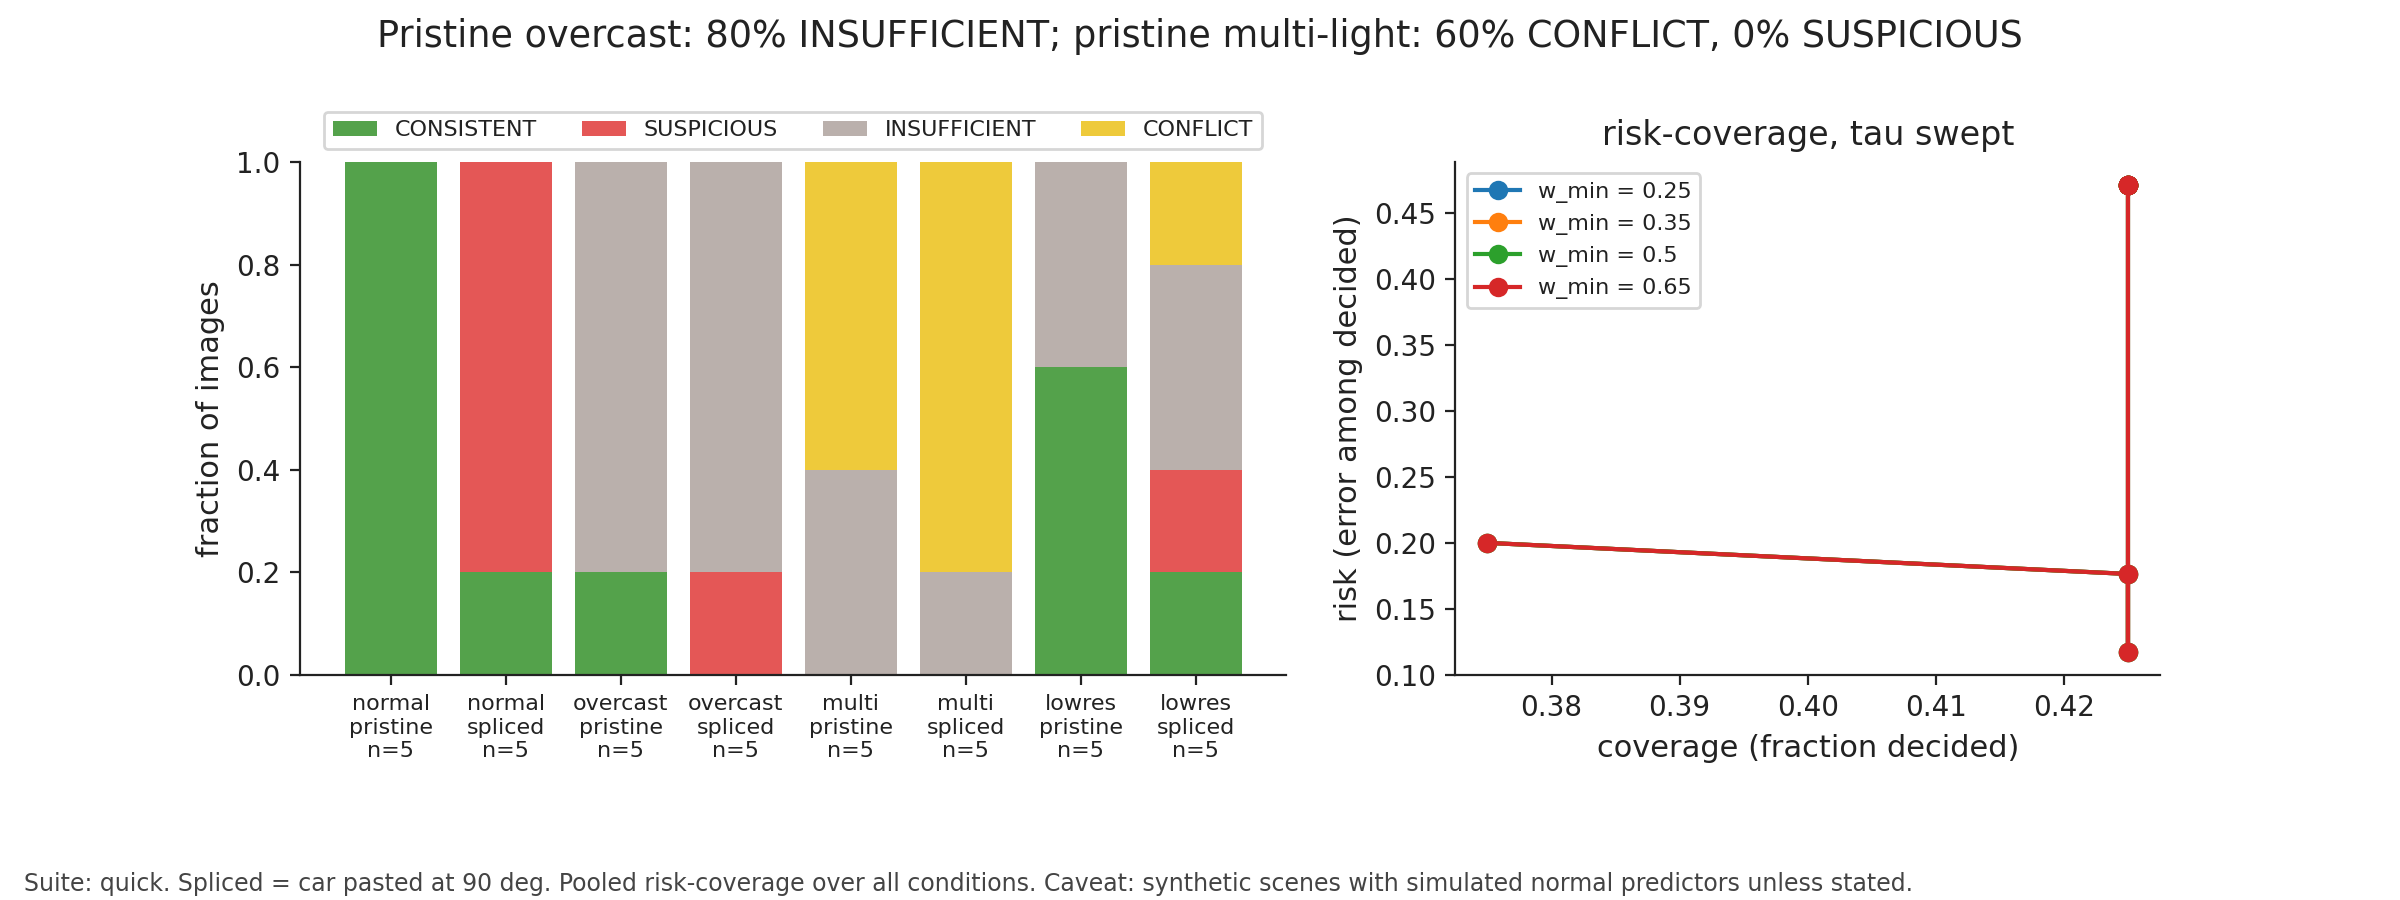 Pristine overcast: 80% INSUFFICIENT; pristine multi-light: 60% CONFLICT, 0% SUSPICIOUS
CONSISTENT SUSPICIOUS INSUFFICIENT CONFLICT
fraction of images
1.0
0.8
0.6
0.4
0.2
0.0
normal pristine n=5
normal spliced n=5
overcast pristine n=5
overcast spliced n=5
multi pristine n=5
multi spliced n=5
lowres pristine n=5
lowres spliced n=5
risk-coverage, tau swept
w_min = 0.25
w_min = 0.35
w_min = 0.5
w_min = 0.65
risk (error among decided)
0.45
0.40
0.35
0.30
0.25
0.20
0.15
0.10
0.38 0.39 0.40 0.41 0.42
coverage (fraction decided)
Suite: quick. Spliced = car pasted at 90 deg. Pooled risk-coverage over all conditions. Caveat: synthetic scenes with simulated normal predictors unless stated.